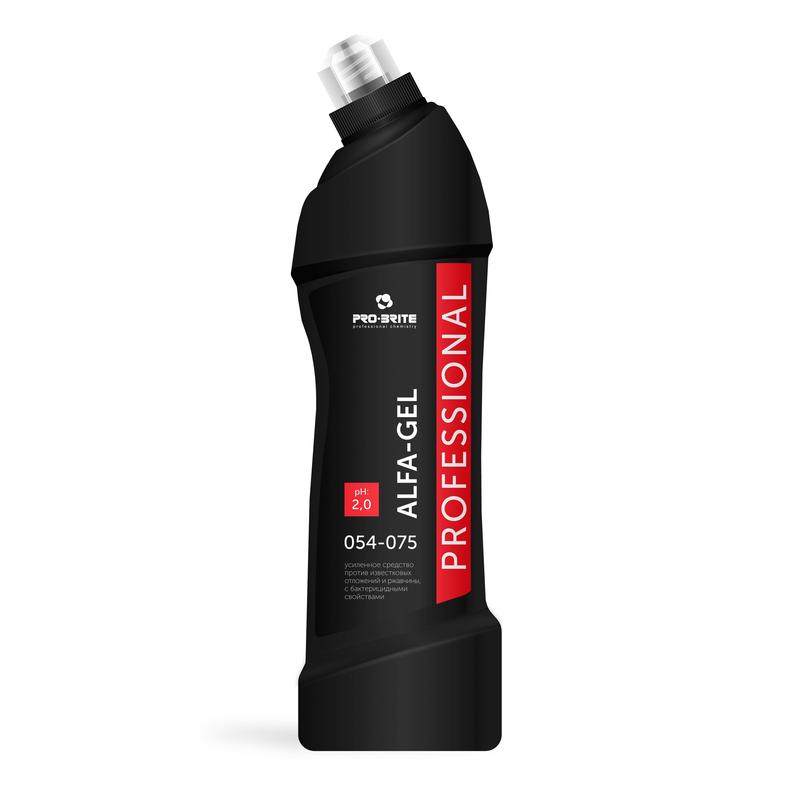 PRO-BRITE
professional chemistry
PROFESSIONAL
ALFA-GEL
pH:
2,0
054-075
усиленное средство
против известковых
отложений и ржавчины,
с бактерицидными
свойствами